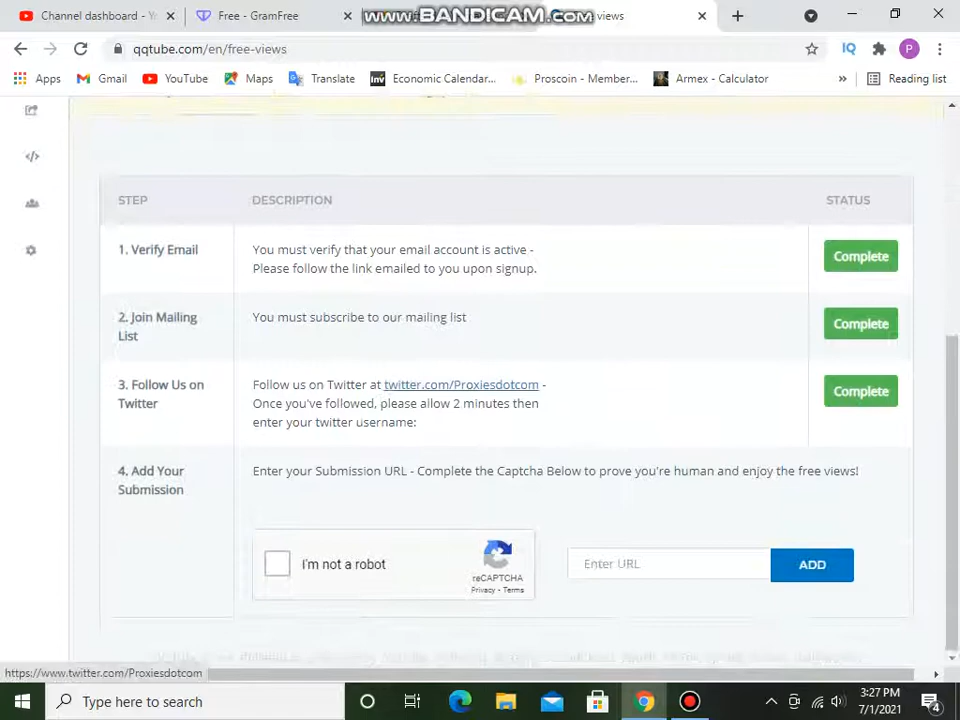 Channel dashboard - Yo
Free - GramFree
WWW.BANDICAM.COM
views
qqtube.com/en/free-views
IQ
P
Apps
Gmail
YouTube
Maps
Translate
Inv
Economic Calendar...
Proscoin - Member...
Armex - Calculator
»
Reading list
STEP
DESCRIPTION
STATUS
1. Verify Email
You must verify that your email account is active -
Please follow the link emailed to you upon signup.
Complete
2. Join Mailing
List
You must subscribe to our mailing list
Complete
3. Follow Us on
Twitter
Follow us on Twitter at twitter.com/Proxiesdotcom -
Once you've followed, please allow 2 minutes then
enter your twitter username:
Complete
4. Add Your
Submission
Enter your Submission URL - Complete the Captcha Below to prove you're human and enjoy the free views!
I'm not a robot
reCAPTCHA
Privacy - Terms
Enter URL
ADD
https://www.twitter.com/Proxiesdotcom
Type here to search
3:27 PM
7/1/2021
4